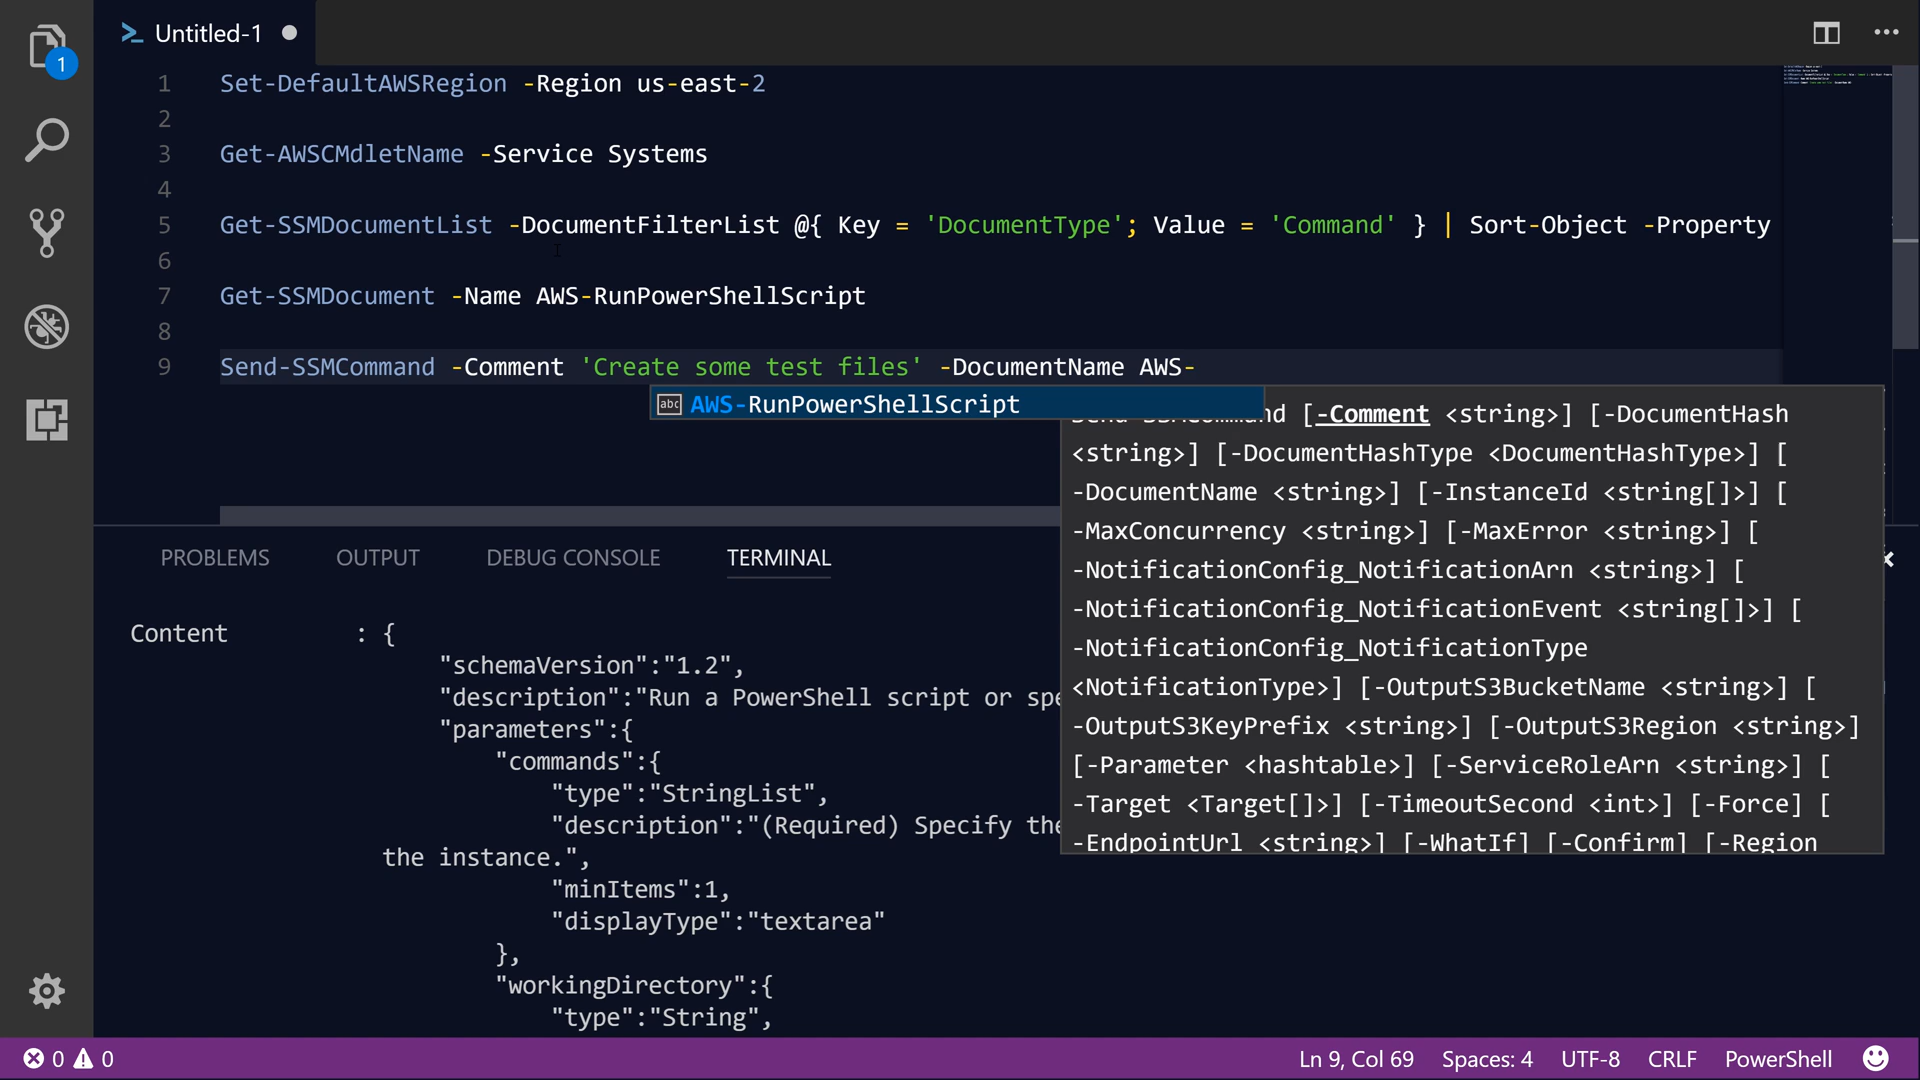 1
Untitled-1
1 Set-DefaultAWSRegion -Region us-east-2
2
3 Get-AWSCMdletName -Service Systems
4
5 Get-SSMDocumentList -DocumentFilterList @{ Key = 'DocumentType'; Value = 'Command' } | Sort-Object -Property
6
7 Get-SSMDocument -Name AWS-RunPowerShellScript
8
9 Send-SSMCommand -Comment 'Create some test files' -DocumentName AWS-
abc AWS-RunPowerShellScript
Send-SSMCommand [-Comment <string>] [-DocumentHash
<string>] [-DocumentHashType <DocumentHashType>] [
-DocumentName <string>] [-InstanceId <string[]>] [
-MaxConcurrency <string>] [-MaxError <string>] [
-NotificationConfig_NotificationArn <string>] [
-NotificationConfig_NotificationEvent <string[]>] [
-NotificationConfig_NotificationType
<NotificationType>] [-OutputS3BucketName <string>] [
-OutputS3KeyPrefix <string>] [-OutputS3Region <string>]
[-Parameter <hashtable>] [-ServiceRoleArn <string>] [
-Target <Target[]>] [-TimeoutSecond <int>] [-Force] [
-EndpointUrl <string>] [-WhatIf] [-Confirm] [-Region
PROBLEMS OUTPUT DEBUG CONSOLE TERMINAL
Content : {
"schemaVersion":"1.2",
"description":"Run a PowerShell script or spe
"parameters":{
"commands":{
"type":"StringList",
"description":"(Required) Specify the
the instance.",
"minItems":1,
"displayType":"textarea"
},
"workingDirectory":{
"type":"String",
0 0 Ln 9, Col 69 Spaces: 4 UTF-8 CRLF PowerShell